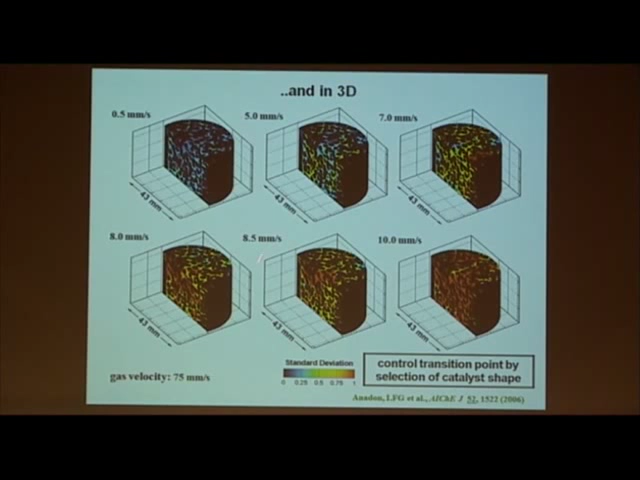 ..and in 3D
0.5 mm/s
5.0 mm/s
7.0 mm/s
43 mm
43 mm
43 mm
8.0 mm/s
8.5 mm/s
10.0 mm/s
43 mm
43 mm
43 mm
gas velocity: 75 mm/s
Standard Deviation
0 0.25 0.5 0.75 1
control transition point by
selection of catalyst shape
Anadon, LFG et al., AIChE J 52, 1522 (2006)